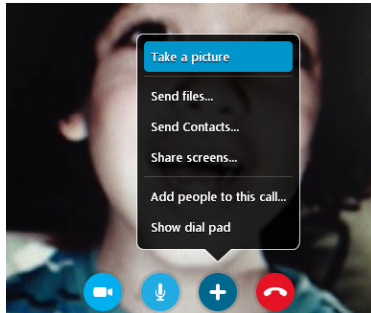 Take a picture
Send files...
Send Contacts...
Share screens...
Add people to this call...
Show dial pad